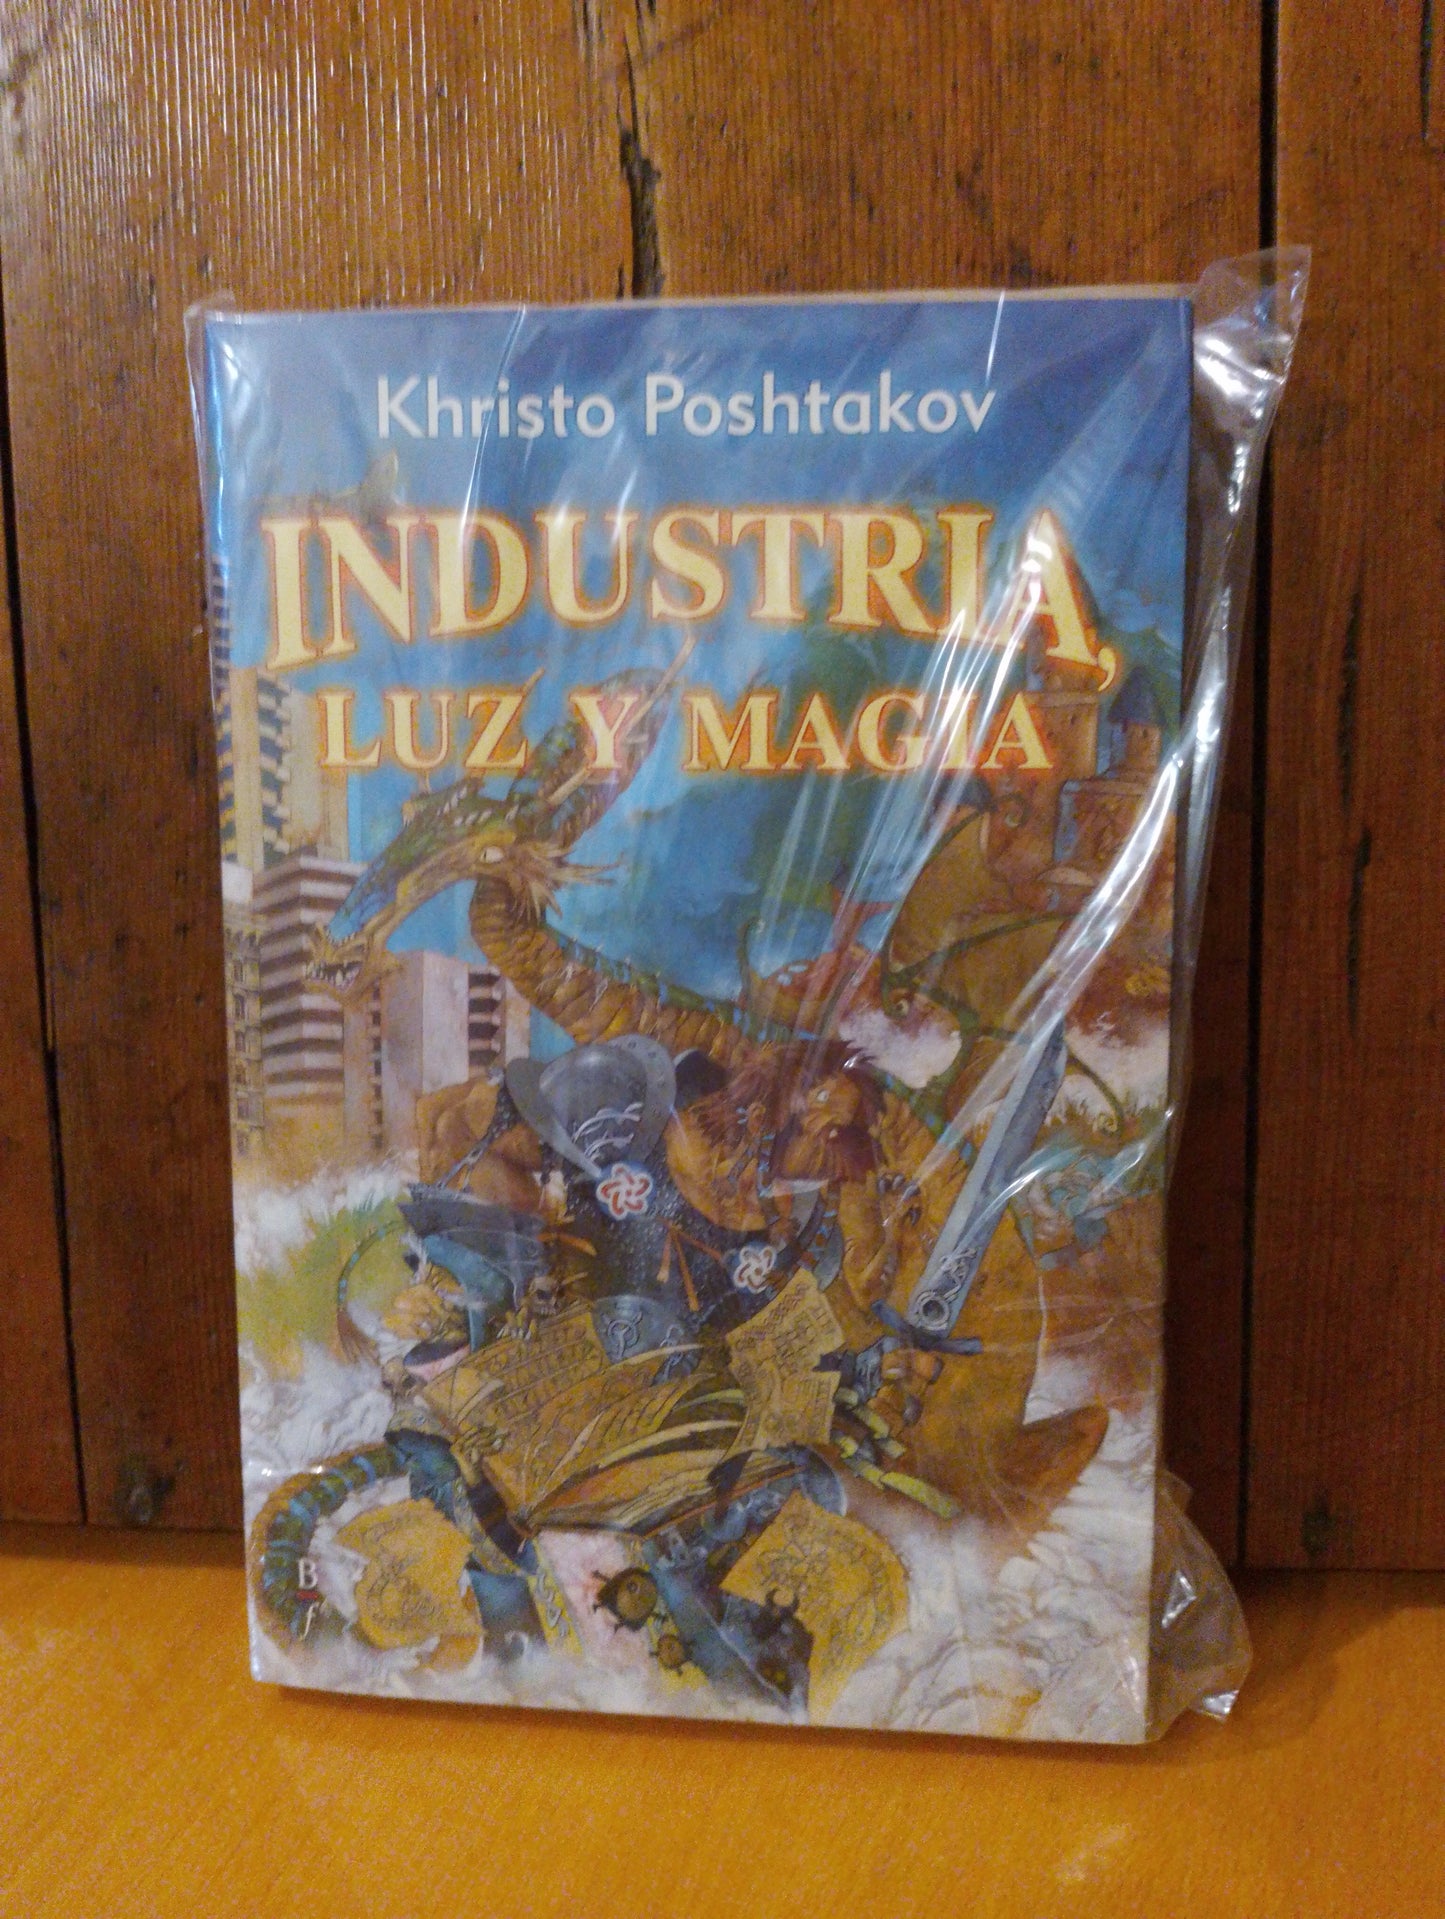 Khristo Poshtakov
INDUSTRIA,
LUZ Y MAGIA
B
f